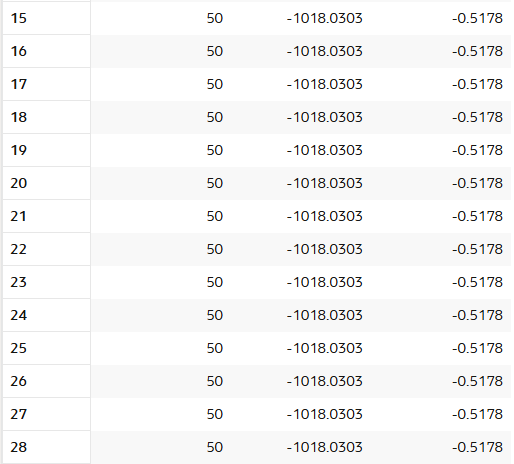 15 50 -1018.0303 -0.5178
16 50 -1018.0303 -0.5178
17 50 -1018.0303 -0.5178
18 50 -1018.0303 -0.5178
19 50 -1018.0303 -0.5178
20 50 -1018.0303 -0.5178
21 50 -1018.0303 -0.5178
22 50 -1018.0303 -0.5178
23 50 -1018.0303 -0.5178
24 50 -1018.0303 -0.5178
25 50 -1018.0303 -0.5178
26 50 -1018.0303 -0.5178
27 50 -1018.0303 -0.5178
28 50 -1018.0303 -0.5178